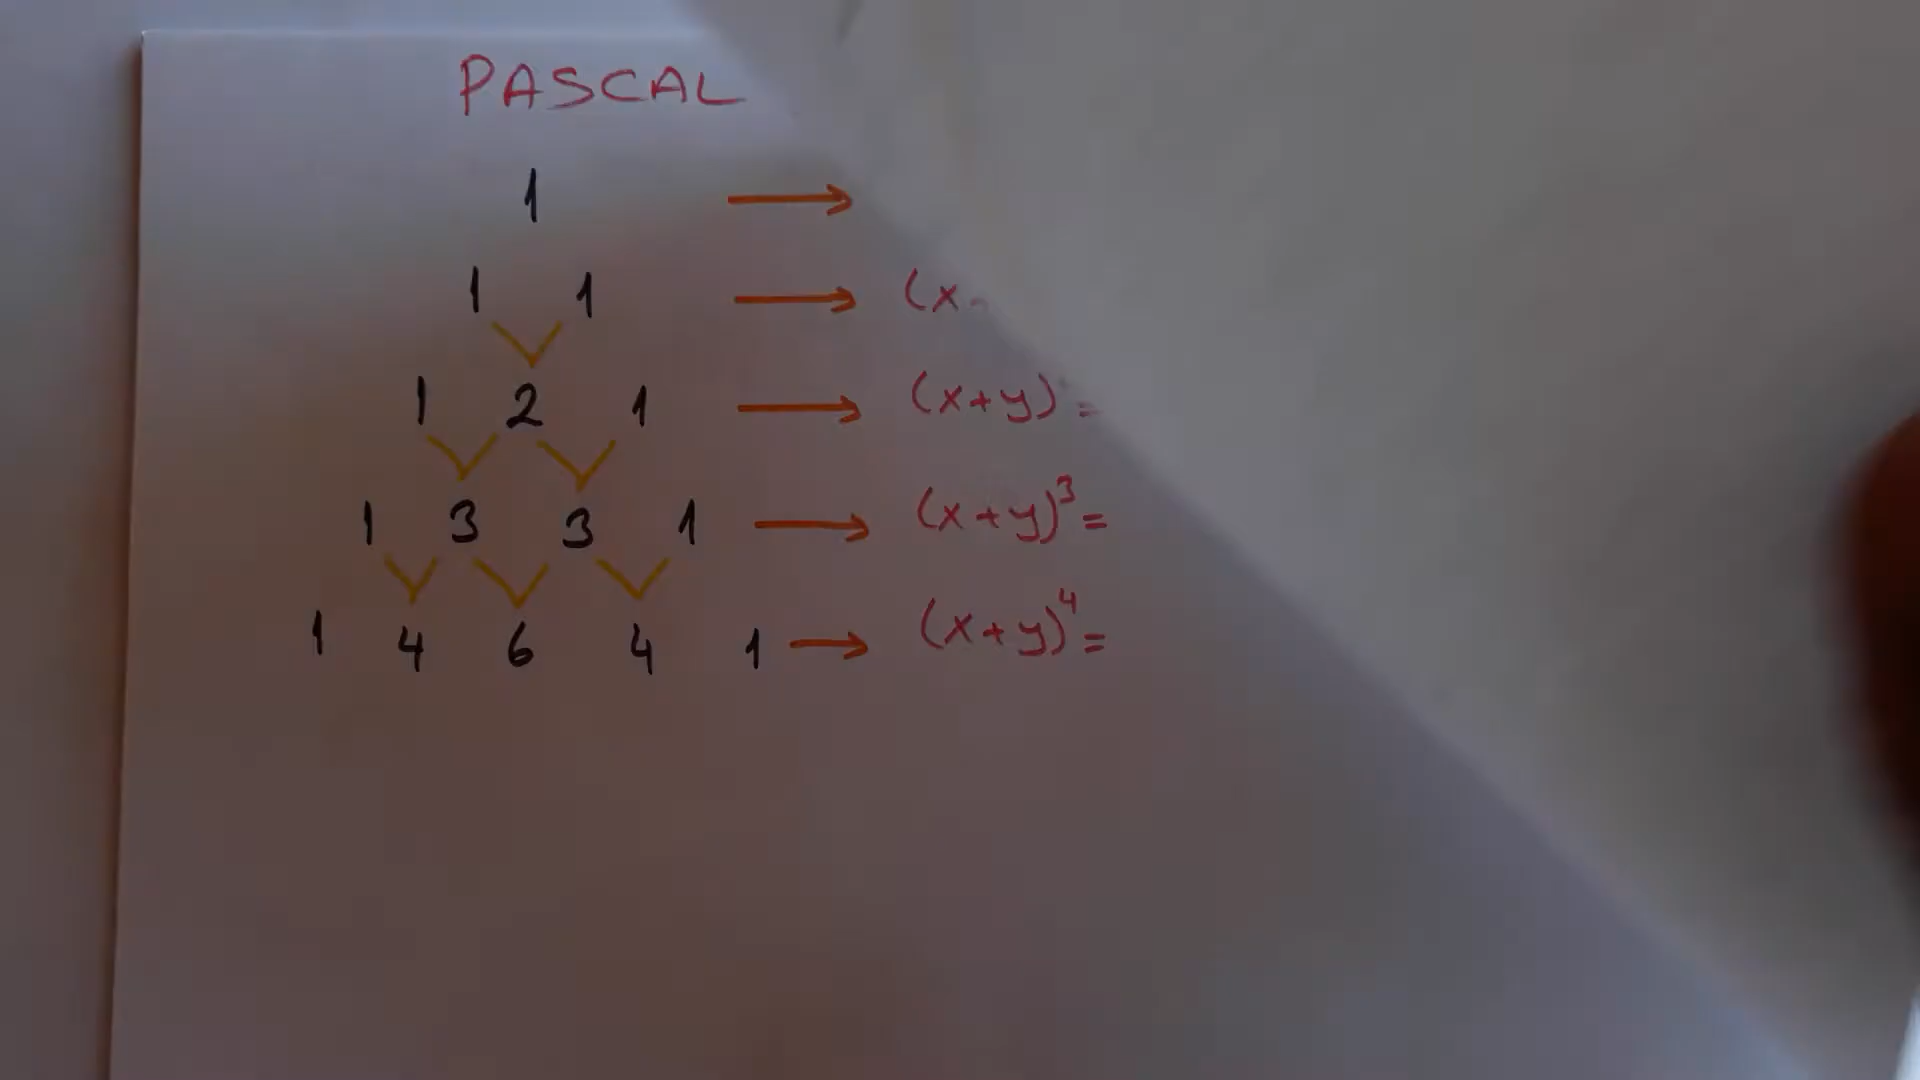 PASCAL
1 →
1 1 → (x
1 2 1 → (x+y) =
1 3 3 1 → (x+y)³=
1 4 6 4 1 → (x+y)⁴=